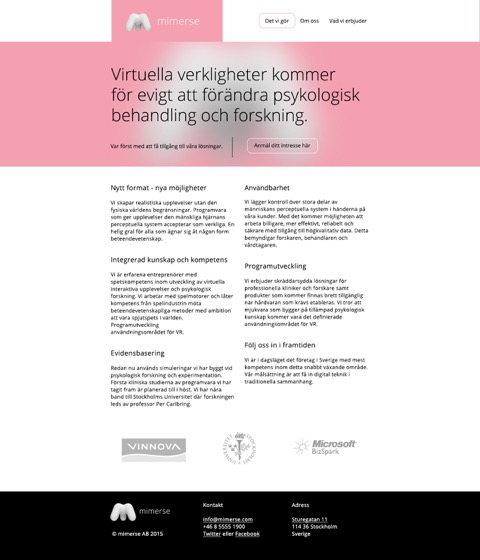 mimerse
Det vi gör
Om oss
Vad vi erbjuder
Virtuella verkligheter kommer
för evigt att förändra psykologisk
behandling och forskning.
Var först med att få tillgång till våra lösningar.
Anmäl ditt intresse här
Nytt format - nya möjligheter
Vi skapar realistiska upplevelser utan den
fysiska världens begränsningar. Programvara
som ger upplevelser den mänskliga hjärnans
perceptuella system accepterar som verkliga. En
helig gral för alla som ägnar sig åt någon form
beteendevetenskap.
Integrerad kunskap och kompetens
Vi är erfarna entreprenörer med
spetskompetens inom utveckling av virtuella
interaktiva upplevelser och psykologisk
forskning. Vi arbetar med spelmotorer och låter
kompetens från spelindustrin möta
beteendevetenskapliga metoder med ambition
att vara spjutspets i världen.
Programutveckling
användningsområdet för VR.
Evidensbasering
Redan nu används simuleringar vi har byggt vid
psykologisk forskning och experimentation.
Första kliniska studierna av programvara vi har
tagit fram är planerad till i höst. Vi har nära
band till Stockholms Universitet där forskningen
leds av professor Per Carlbring.
Användbarhet
Vi lägger kontroll över stora delar av
människans perceptuella system i händerna på
våra kunder. Med det kommer möjligheten att
arbeta billigare, mer effektivt, reliabelt och
säkrare med tillgång till högkvalitativ data. Detta
bemyndigar forskaren, behandlaren och
vårdtagaren.
Programutveckling
Vi erbjuder skräddarsydda lösningar för
professionella kliniker och forskare samt
produkter som kommer finnas brett tillgänglig
när hårdvaran som krävs etableras. Vi tror att
mjukvara som bygger på tillämpad psykologisk
kunskap kommer vara det definierade
användningsområdet för VR.
Följ oss in i framtiden
Vi är i dagsläget det företag i Sverige med mest
kompetens inom detta snabbt växande område.
Vår målsättning är att få in digital teknik i
traditionella sammanhang.
VINNOVA
STOCKHOLMS UNIVERSITET
Microsoft
BizSpark
mimerse
© mimerse AB 2015
Kontakt
info@mimerse.com
+46 8 5555 1900
Twitter eller Facebook
Adress
Sturegatan 11
114 36 Stockholm
Sverige